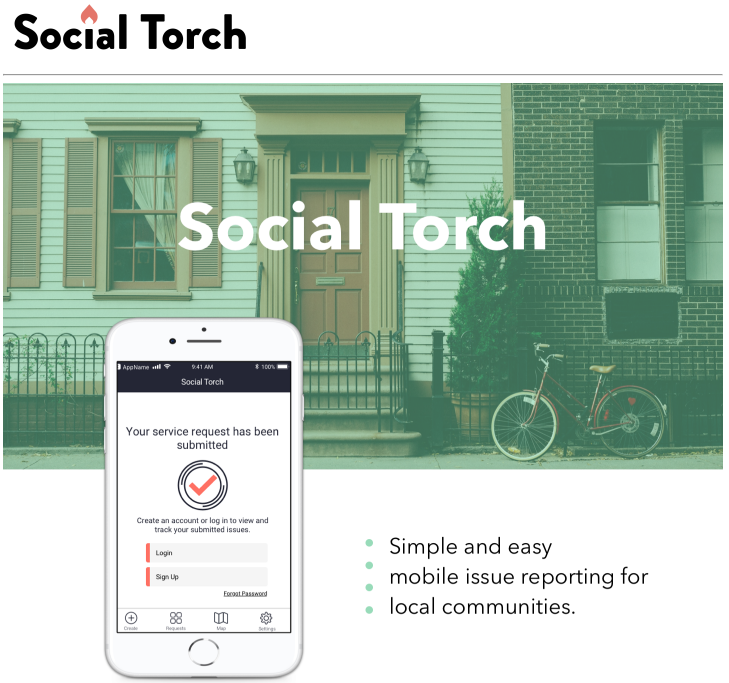 Social Torch
Social Torch
AppName
9:41 AM
100%
Social Torch
Your service request has been
submitted
Create an account or log in to view and
track your submitted issues.
Login
Sign Up
Forgot Password
Create
Requests
Map
Settings
Simple and easy
mobile issue reporting for
local communities.